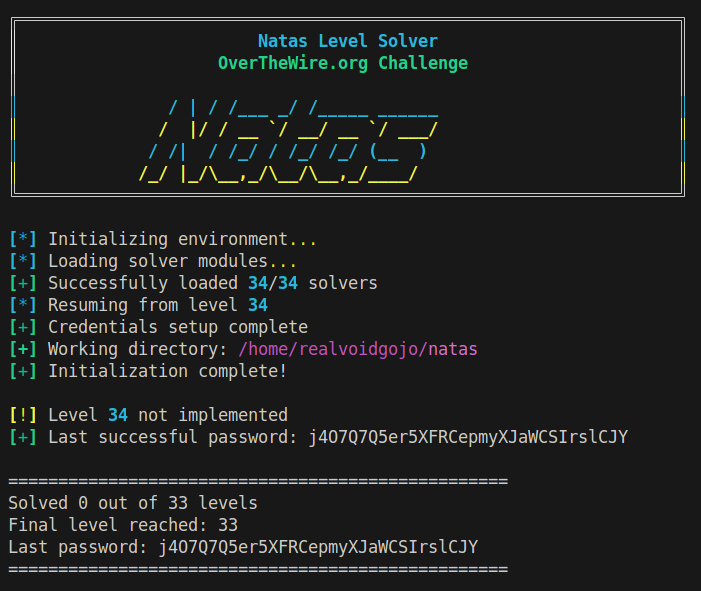 Natas Level Solver
OverTheWire.org Challenge
/ | / /___ _/ /_____ ______
/  |/ / __ `/ __/ __ `/ ___/
/ /|  / /_/ / /_/ /_/ (__  )
/_/ |_/\__,_/\__/\__,_/____/
[*] Initializing environment...
[*] Loading solver modules...
[+] Successfully loaded 34/34 solvers
[*] Resuming from level 34
[+] Credentials setup complete
[+] Working directory: /home/realvoidgojo/natas
[+] Initialization complete!
[!] Level 34 not implemented
[+] Last successful password: j4O7Q7Q5er5XFRCepmyXJaWCSIrslCJY
==================================================
Solved 0 out of 33 levels
Final level reached: 33
Last password: j4O7Q7Q5er5XFRCepmyXJaWCSIrslCJY
==================================================